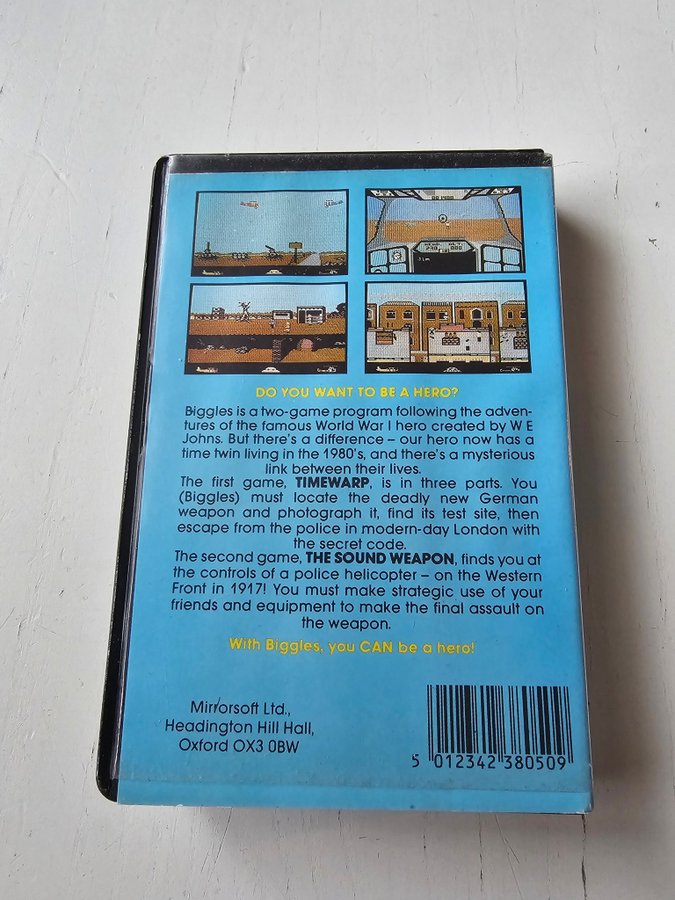 DO YOU WANT TO BE A HERO?
Biggles is a two-game program following the adven-
tures of the famous World War I hero created by W E
Johns. But there's a difference – our hero now has a
time twin living in the 1980's, and there's a mysterious
link between their lives.
The first game, TIMEWARP, is in three parts. You
(Biggles) must locate the deadly new German
weapon and photograph it, find its test site, then
escape from the police in modern-day London with
the secret code.
The second game, THE SOUND WEAPON, finds you at
the controls of a police helicopter – on the Western
Front in 1917! You must make strategic use of your
friends and equipment to make the final assault on
the weapon.
With Biggles, you CAN be a hero!
Mirrorsoft Ltd.,
Headington Hill Hall,
Oxford OX3 0BW
5 012342 380509